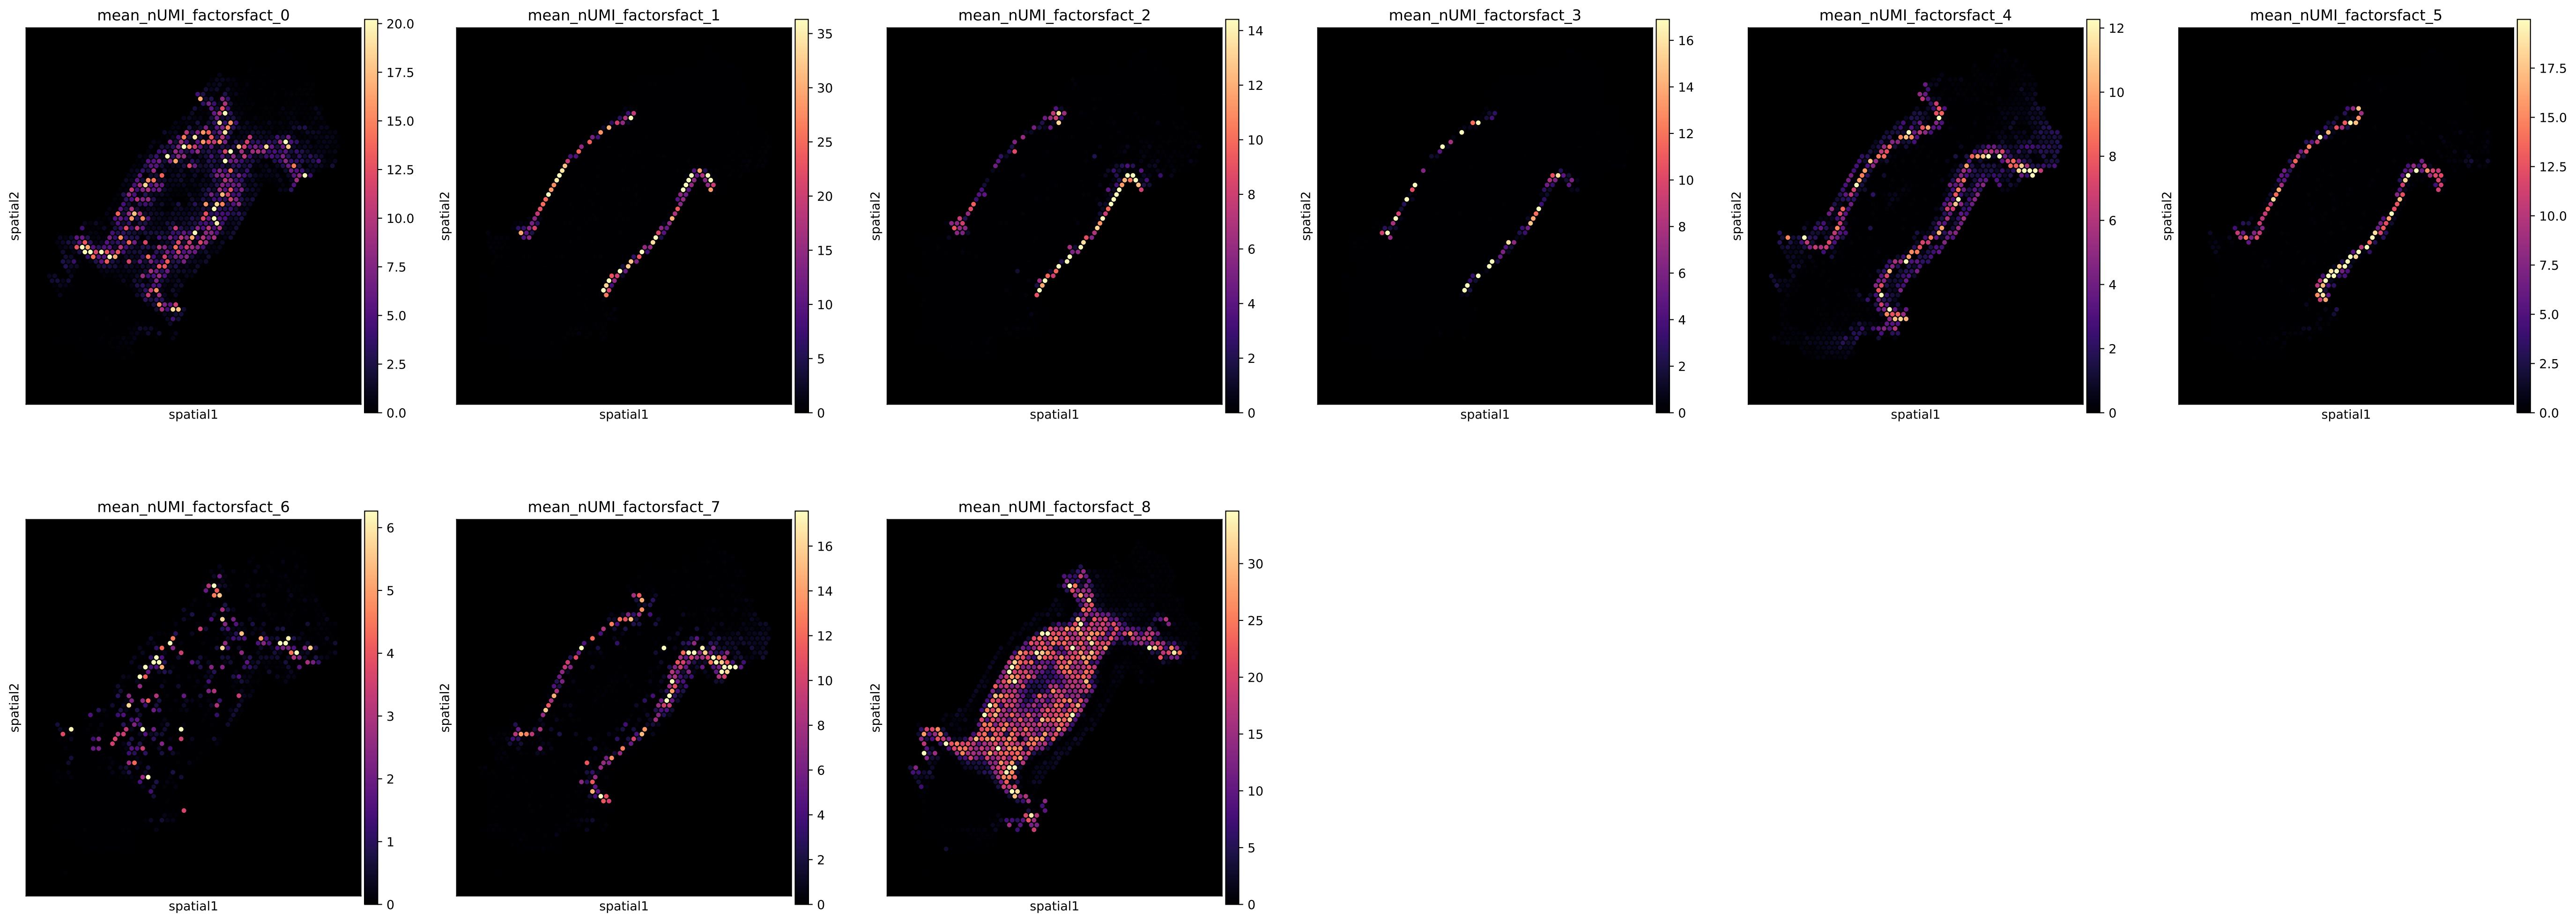 mean_nUMI_factorsfact_0
20.0
17.5
15.0
12.5
10.0
7.5
5.0
2.5
0.0
spatial2
spatial1
mean_nUMI_factorsfact_1
35
30
25
20
15
10
5
0
spatial2
spatial1
mean_nUMI_factorsfact_2
14
12
10
8
6
4
2
0
spatial2
spatial1
mean_nUMI_factorsfact_3
16
14
12
10
8
6
4
2
0
spatial2
spatial1
mean_nUMI_factorsfact_4
12
10
8
6
4
2
0
spatial2
spatial1
mean_nUMI_factorsfact_5
17.5
15.0
12.5
10.0
7.5
5.0
2.5
0.0
spatial2
spatial1
mean_nUMI_factorsfact_6
6
5
4
3
2
1
0
spatial2
spatial1
mean_nUMI_factorsfact_7
16
14
12
10
8
6
4
2
0
spatial2
spatial1
mean_nUMI_factorsfact_8
30
25
20
15
10
5
0
spatial2
spatial1